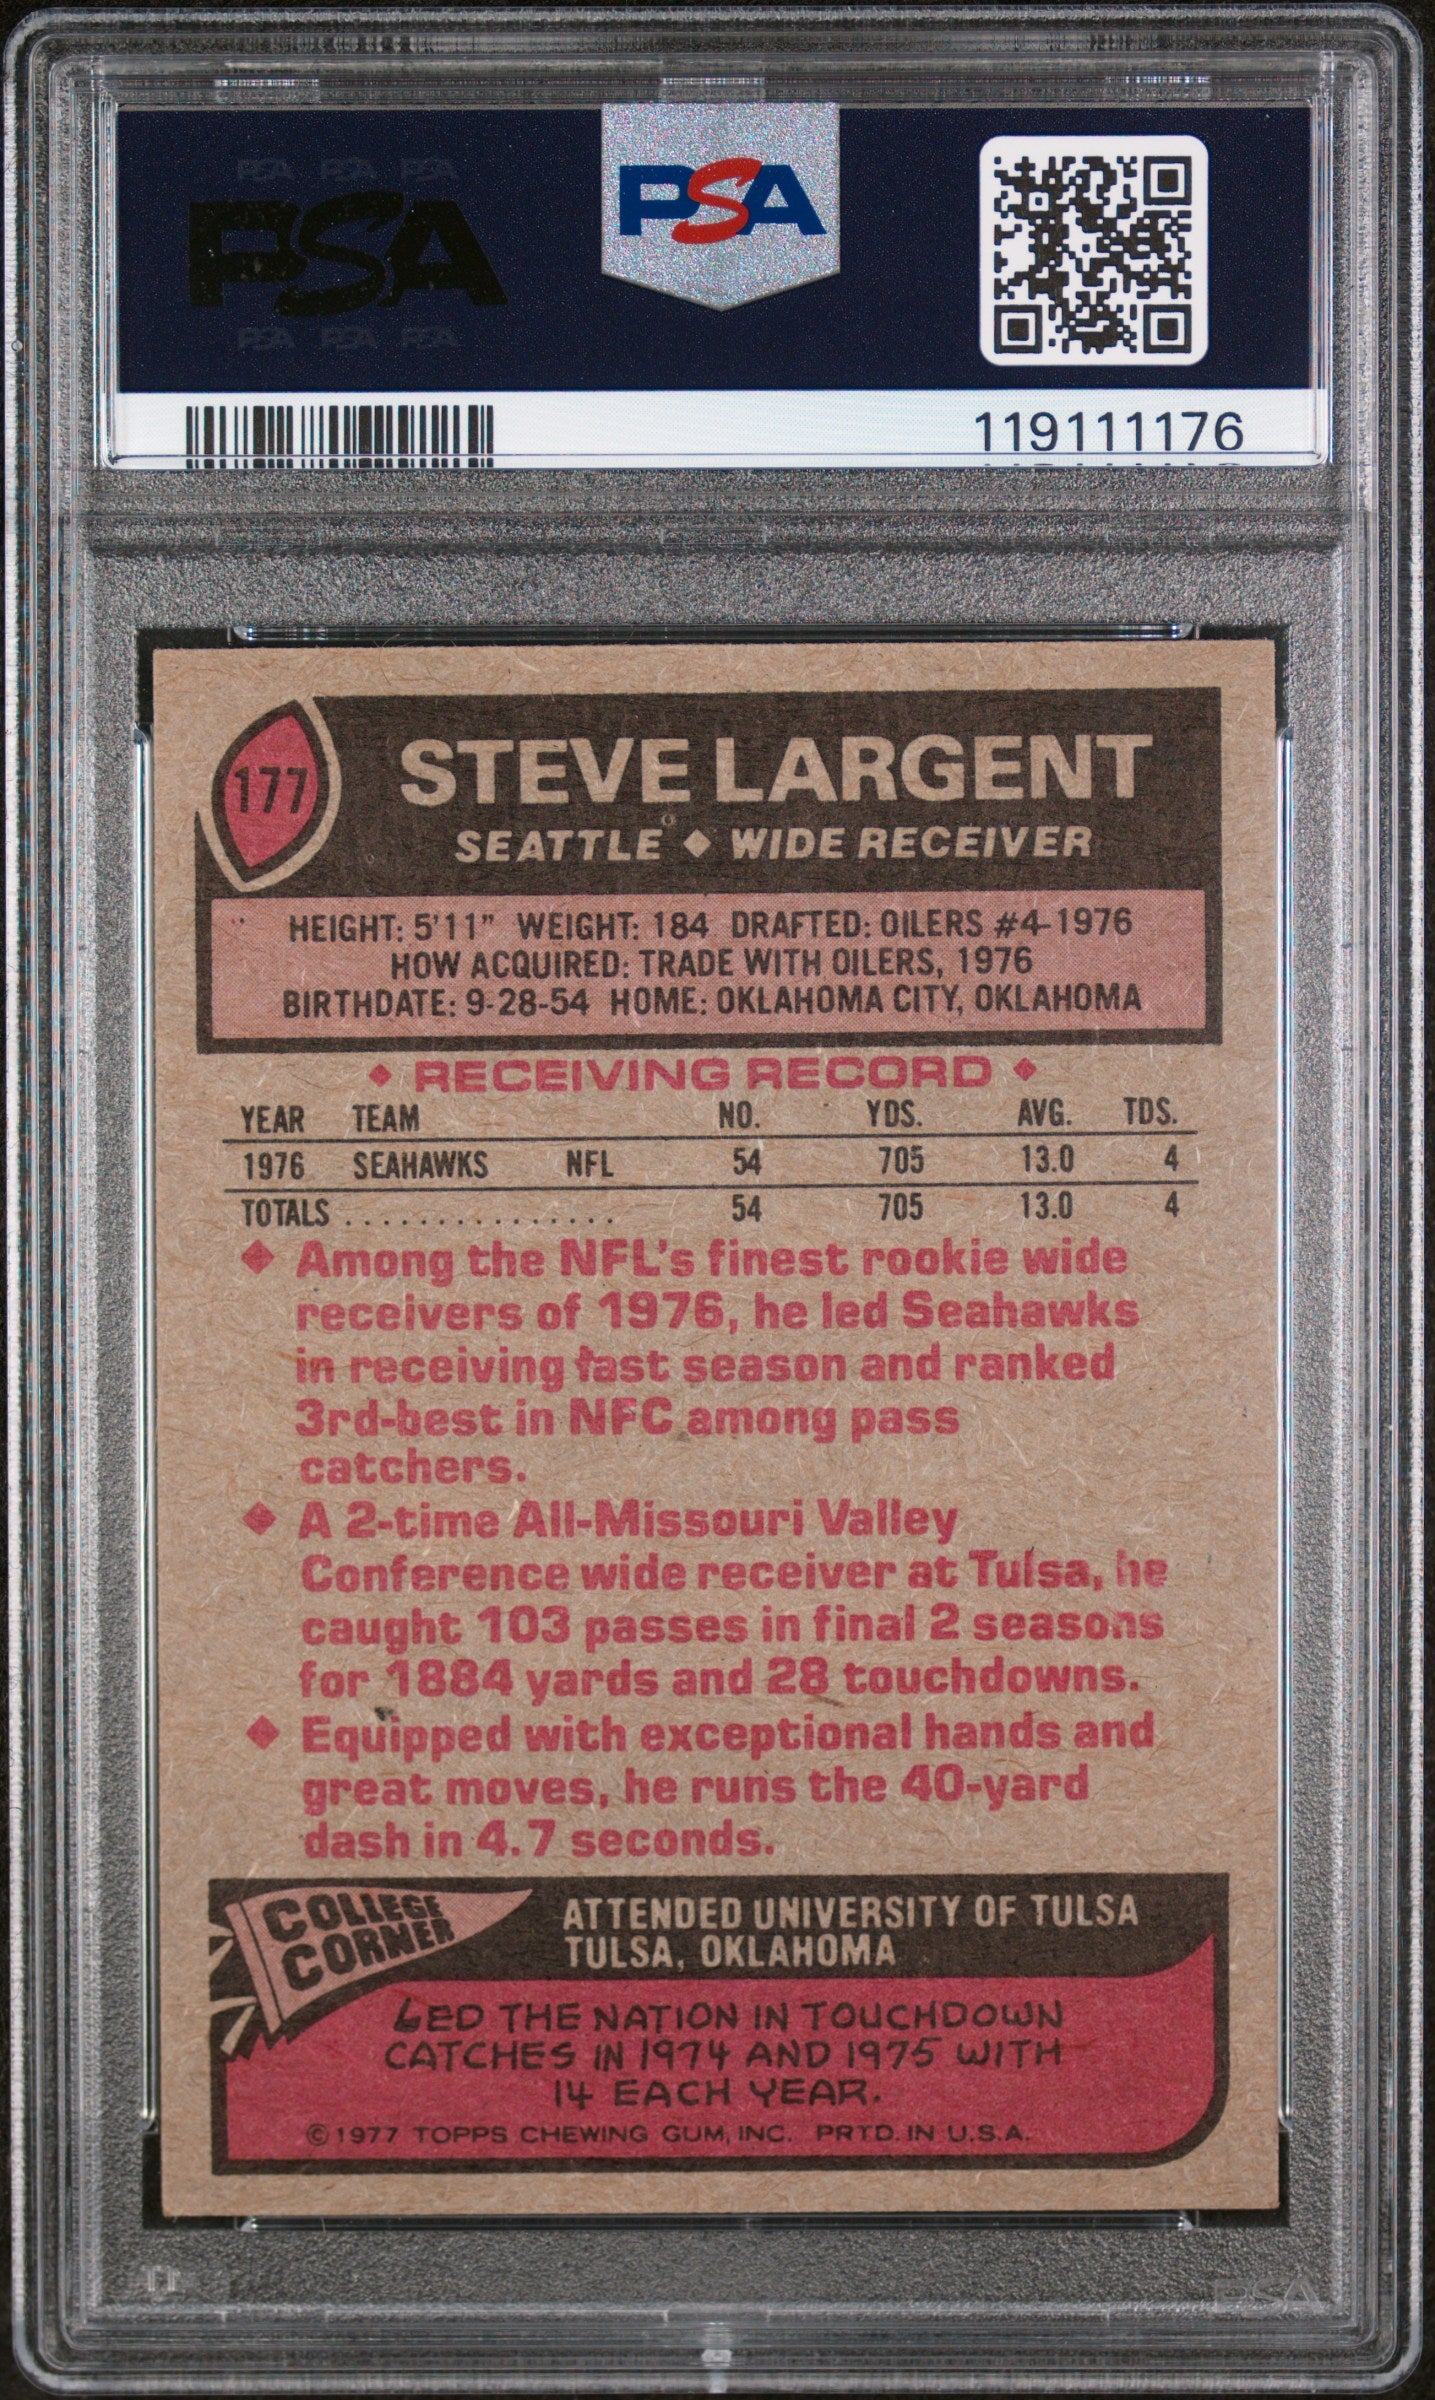 PSA PSA PSA
PSA
PSA PSA PSA
PSA
119111176
177
STEVE LARGENT
SEATTLE ◆ WIDE RECEIVER
HEIGHT: 5'11" WEIGHT: 184 DRAFTED: OILERS #4-1976
HOW ACQUIRED: TRADE WITH OILERS, 1976
BIRTHDATE: 9-28-54 HOME: OKLAHOMA CITY, OKLAHOMA
◆ RECEIVING RECORD ◆
YEAR TEAM NO. YDS. AVG. TDS.
1976 SEAHAWKS NFL 54 705 13.0 4
TOTALS ................ 54 705 13.0 4
◆ Among the NFL's finest rookie wide
receivers of 1976, he led Seahawks
in receiving last season and ranked
3rd-best in NFC among pass
catchers.
◆ A 2-time All-Missouri Valley
Conference wide receiver at Tulsa, he
caught 103 passes in final 2 seasons
for 1884 yards and 28 touchdowns.
◆ Equipped with exceptional hands and
great moves, he runs the 40-yard
dash in 4.7 seconds.
COLLEGE
CORNER
ATTENDED UNIVERSITY OF TULSA
TULSA, OKLAHOMA
LED THE NATION IN TOUCHDOWN
CATCHES IN 1974 AND 1975 WITH
14 EACH YEAR.
©1977 TOPPS CHEWING GUM, INC. PRTD. IN U.S.A.
PSA